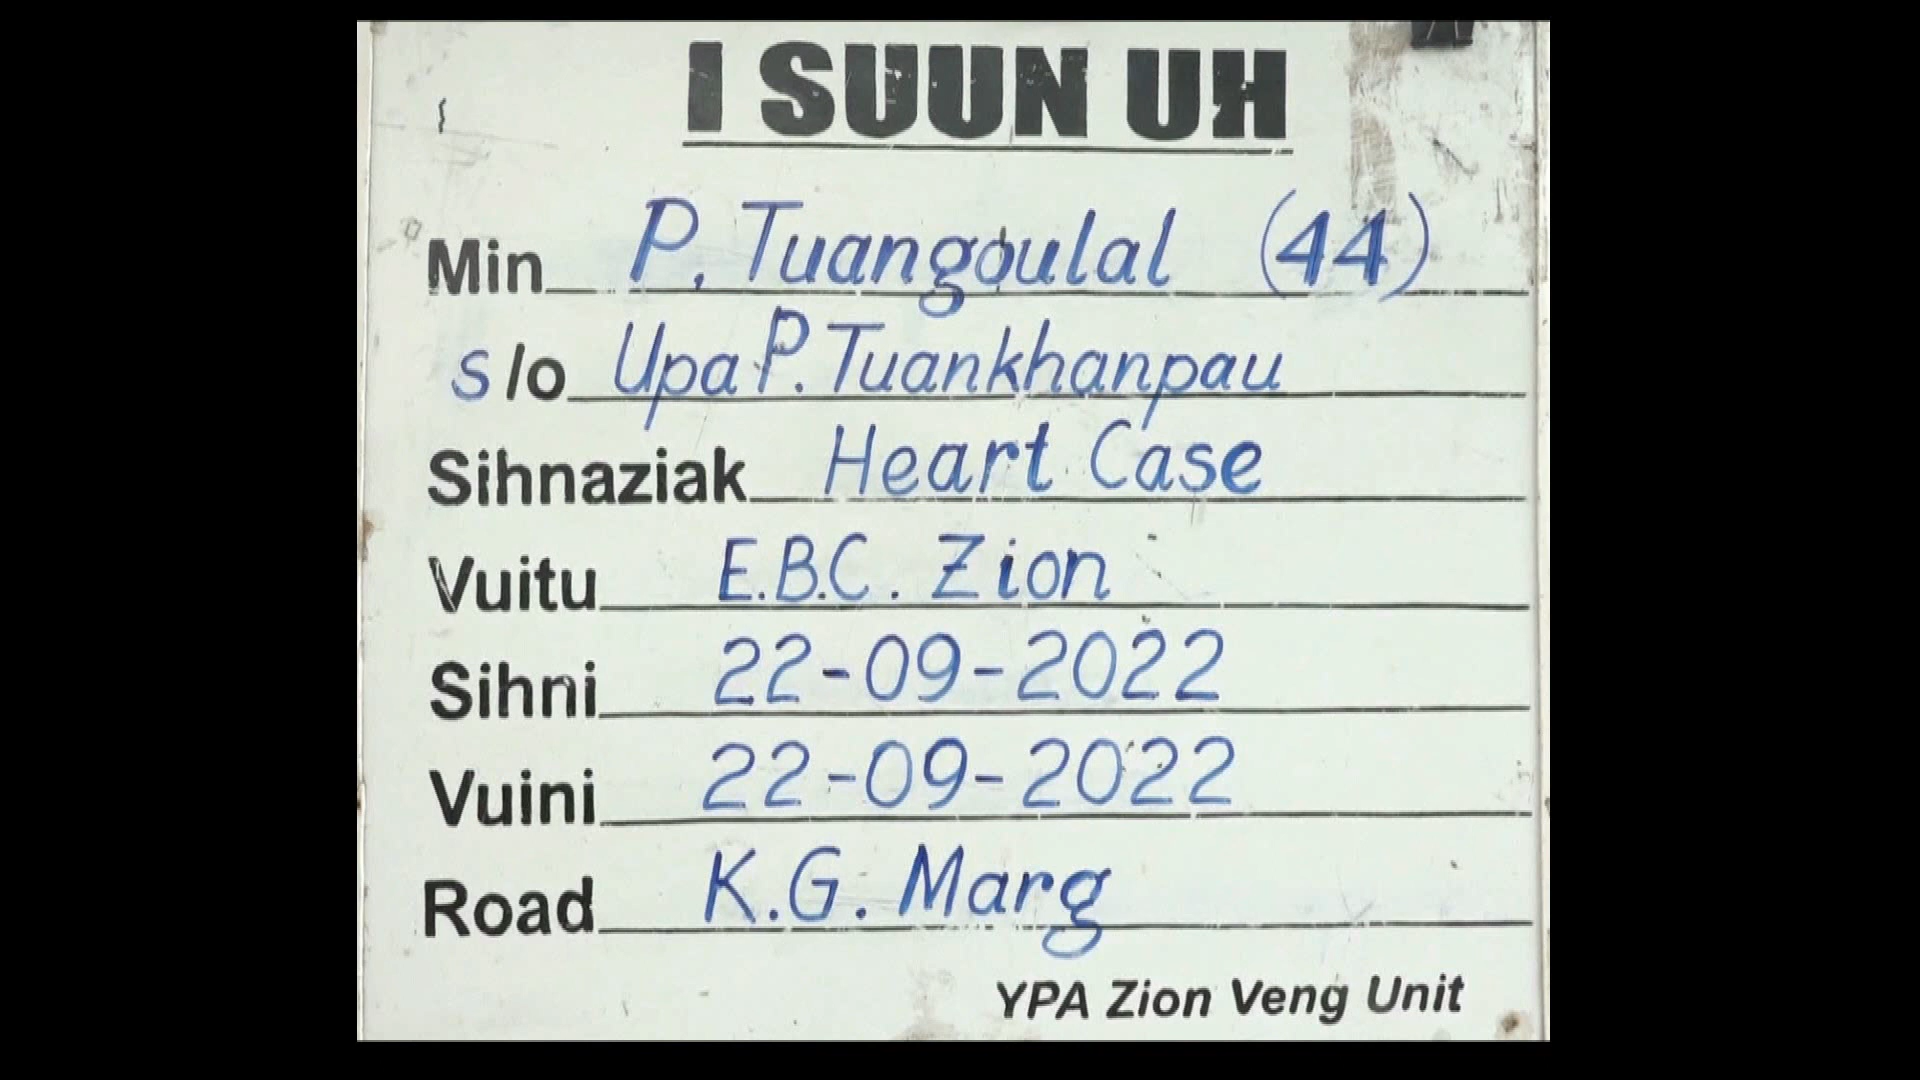 I SUUN UH
Min P. Tuangoulal (44)
S/o Upa P. Tuankhanpau
Sihnaziak Heart Case
Vuitu E.B.C. Zion
Sihni 22-09-2022
Vuini 22-09-2022
Road K.G. Marg
YPA Zion Veng Unit